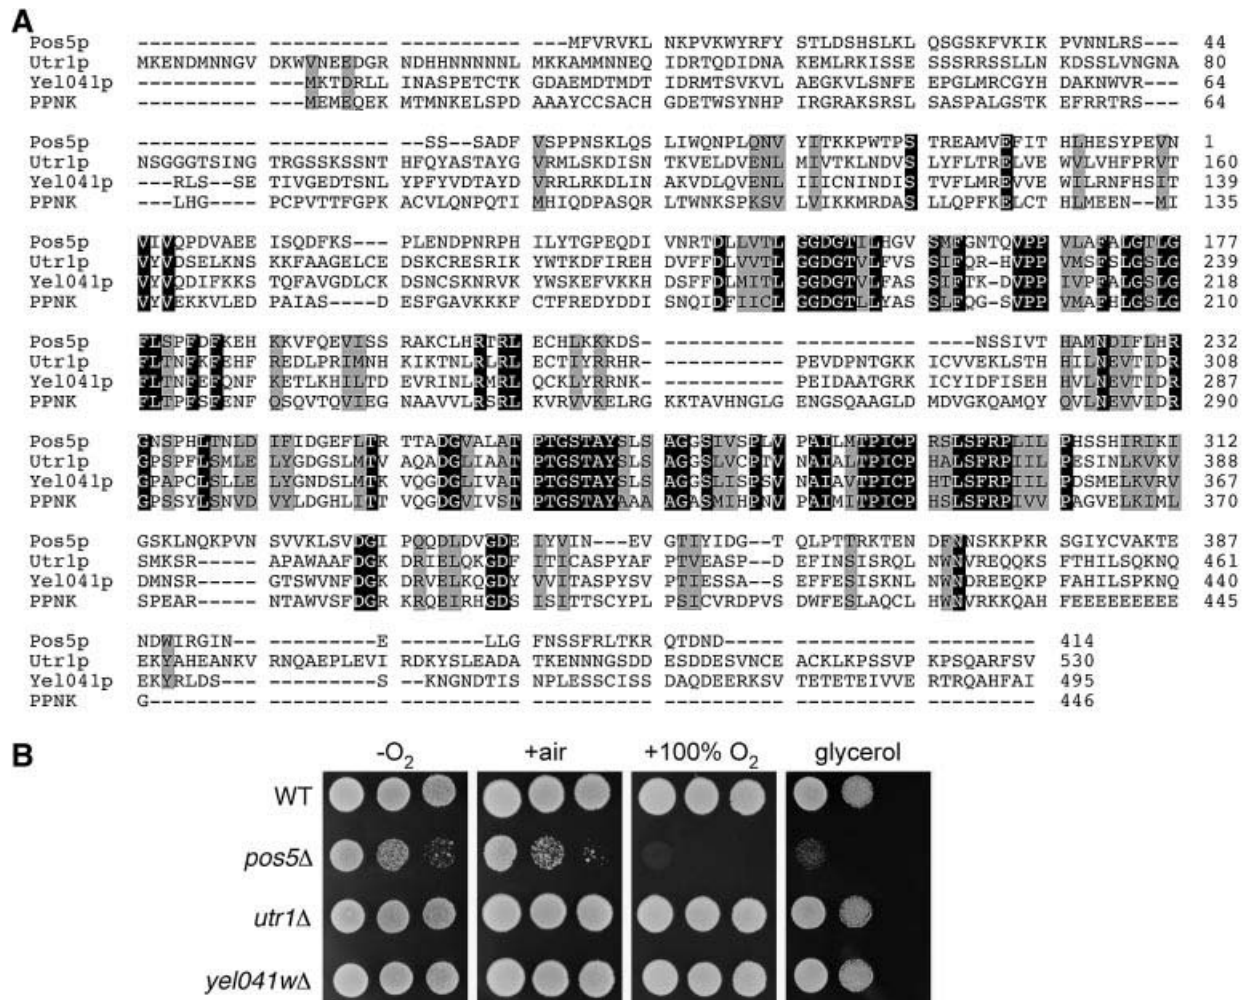 A
Pos5p ---------- ---------- ---------- ---MFVRVKL NKPVKWYRFY STLDSHSLKL QSGSKFVKIK PVNNLRS--- 44
Utr1p MKENDMNNGV DKWVNEEDGR NDHHNNNNNL MKKAMMNNEQ IDRTQDIDNA KEMLRKISSE SSSRRSSLLN KDSSLVNGNA 80
Yel041p ---------- ----MKTDRLLI NINASPETCTK GDAEMDTMDT IDRMTSVKVL AEGKVLSNFEE PEGLMRCGYH DAKNWVR-- 64
PPNK ---------- ----MEMEQEK MTMNKELSPD AAAYCCSACH GDETWSYNHP IRGRAKSRSL SASPALGSTK EFRRTRS--- 64
Pos5p ---------- ---------- -----SS--SADF VSPPNSKLQS LIWQNPLQNV YITKKPWTPS TREAMVEFIT HLHESYPEVN 1
Utr1p NSGGGTSING TRGSSKSSNT HFQYASTAYG VRMLSKDISN TKVELDVENL MIVTKLNDVS LYFLTRELVE WVLVHFPRVT 160
Yel041p ---RLS--SE TIVGEDTSNL YPYFYVDTAYD VRRLRKDLIN AKVDLQVENL IIICNINDIS TVFLMREVVE WILRNFHSIT 139
PPNK ---LHG---- PCPVTTFGPK ACVLQNPQTI MHIQDPASQR LTWNKSPKSV LVIKKMRDAS LLQPFKELCT HLMEEN--MI 135
Pos5p VIVQPDVAEE ISQDFKS--- PLENDPNRPH ILYTGPEQDI VNRTDLLVTL GGDGTILHGV SMFGNTQVPP VLAFALGTLG 177
Utr1p VYVDSELKNS KKFAAGELCE DSKCRESRIK YWTKDFIREH DVFFDLVVTL GGDGTVLFVS SIFQR-HVPP VMSFSLGSLG 239
Yel041p VYVQDIFKKS TQFAVGDLCK DSNCSKNRVK YWSKEFVKKH DSFFDLMITL GGDGTVLFAS SIFTK-DVPP IVPFALGSLG 218
PPNK VYVEKKVLED PAIAS----D ESFGAVKKKF CTFREDYDDI SNQIDFIICL GGDGTLLYAS SLFQG-SVPP VMAFHLGSLG 210
Pos5p FLSPFDFKEH KKVFQEVISS RAKCLHRTRL ECHLKKKDS- ---------- ---------- NSSIVT HAMNDIFLHR 232
Utr1p FLTNFKFEHF REDLPRIMNH KIKTNLRLRL ECTIYRRHR- ---------- PEVDPNTGKK ICVVEKLSTH HILNEVTIDR 308
Yel041p FLTNFEFQNF KETLKHILTD EVRINLRMRL QCKLYRRNK- ---------- PEIDAATGRK ICYIDFISEH HVLNEVTIDR 287
PPNK FLTPFSFENF QSQVTQVIEG NAAVVLRSRL KVRVVKELRG KKTAVHNGLG ENGSQAAGLD MDVGKQAMQY QVLNEVVIDR 290
Pos5p GNSPHLTNLD IFIDGEFLTR TTADGVALAT PTGSTAYSLS AGGSIVSPLV PAILMTPICP RSLSFRPLIL PHSSHIRIKI 312
Utr1p GPSPFLSMLE LYGDGSLMTV AQADGLIAAT PTGSTAYSLS AGGSLVCPTV NAIALTPICP HALSFRPIIL PESINLKVKV 388
Yel041p GPAPCLSLLE LYGNDSLMTK VQGDGLIVAT PTGSTAYSLS AGGSLISPSV NAIAVTPICP HTLSFRPIIL PDSMELKVRV 367
PPNK GPSSYLSNVD VYLDGHLITT VQGDGVIVST PTGSTAYAAA AGASMIHPNV PAIMITPICP HSLSFRPIVV PAGVELKIML 370
Pos5p GSKLNQKPVN SVVKLSVDGI PQQDLDVGDE IYVIN---EV GTIYIDG--T QLPTTRKTEN DFNNSKKPKR SGIYCVAKTE 387
Utr1p SMKSR----- APAWAAFDGK DRIELQKGDF ITICASPYAF PTVEASP--D EFINSISRQL NWNVREQQKS FTHILSQKNQ 461
Yel041p DMNSR----- GTSWVNFDGK DRVELKQGDY VVITASPYSV PTIESSA--S EFFESISKNL NWNDREEQKP FAHILSPKNQ 440
PPNK SPEAR----- NTAWVSFDGR KRQEIRHGDS ISITTSCYPL PSICVRDPVS DWFESLAQCL HWNVRKKQAH FEEEEEEEEE 445
Pos5p NDWIRGIN-- ---------E -------LLG FNSSFRLTKR QTDND----- ---------- ---------- ---------- 414
Utr1p EKYAHEANKV RNQAEPLEVI RDKYSLEADA TKENNNGSDD ESDDESVNCE ACKLKPSSVP KPSQARFSV 530
Yel041p EKYRLDS--- ---------S --KNGNDTIS NPLESSCISS DAQDEERKSV TETETEIVVE RTRQAHFAI 495
PPNK G--------- ---------- ---------- ---------- ---------- ---------- --------- 446
B
-O2 +air +100% O2 glycerol
WT
pos5Δ
utr1Δ
yel041wΔ